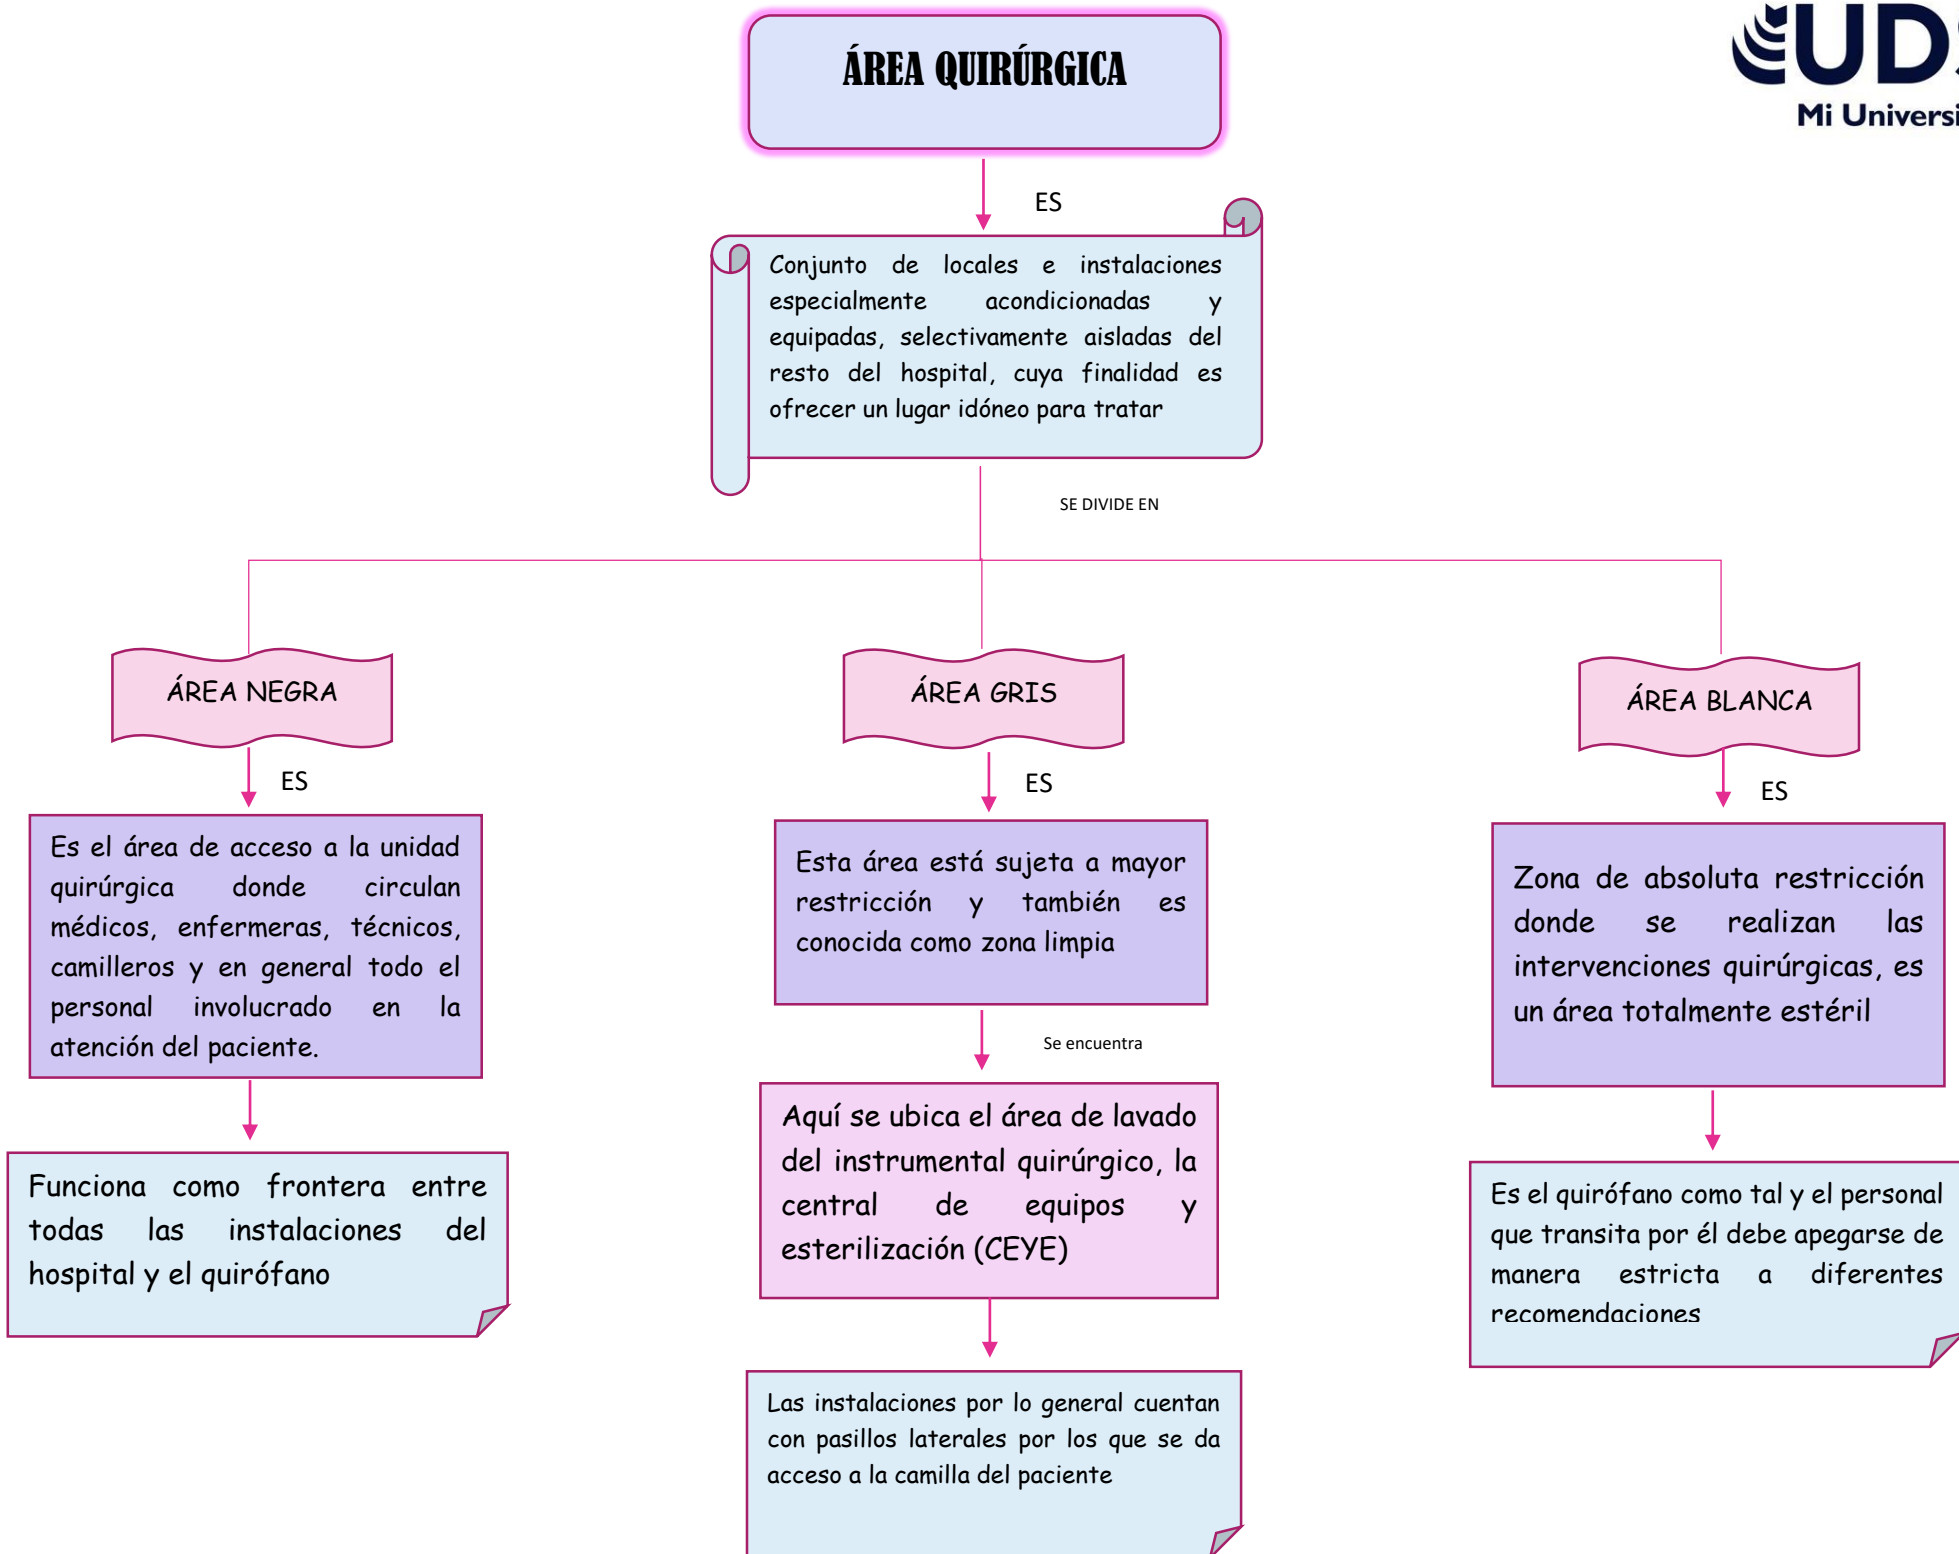 ÁREA QUIRÚRGICA
Mi Universi
ES
Conjunto de locales e instalaciones
especialmente acondicionadas y
equipadas, selectivamente aisladas del
resto del hospital, cuya finalidad es
ofrecer un lugar idóneo para tratar
SE DIVIDE EN
ÁREA NEGRA
ES
Es el área de acceso a la unidad
quirúrgica donde circulan
médicos, enfermeras, técnicos,
camilleros y en general todo el
personal involucrado en la
atención del paciente.
Funciona como frontera entre
todas las instalaciones del
hospital y el quirófano
ÁREA GRIS
ES
Esta área está sujeta a mayor
restricción y también es
conocida como zona limpia
Se encuentra
Aquí se ubica el área de lavado
del instrumental quirúrgico, la
central de equipos y
esterilización (CEYE)
Las instalaciones por lo general cuentan
con pasillos laterales por los que se da
acceso a la camilla del paciente
ÁREA BLANCA
ES
Zona de absoluta restricción
donde se realizan las
intervenciones quirúrgicas, es
un área totalmente estéril
Es el quirófano como tal y el personal
que transita por él debe apegarse de
manera estricta a diferentes
recomendaciones